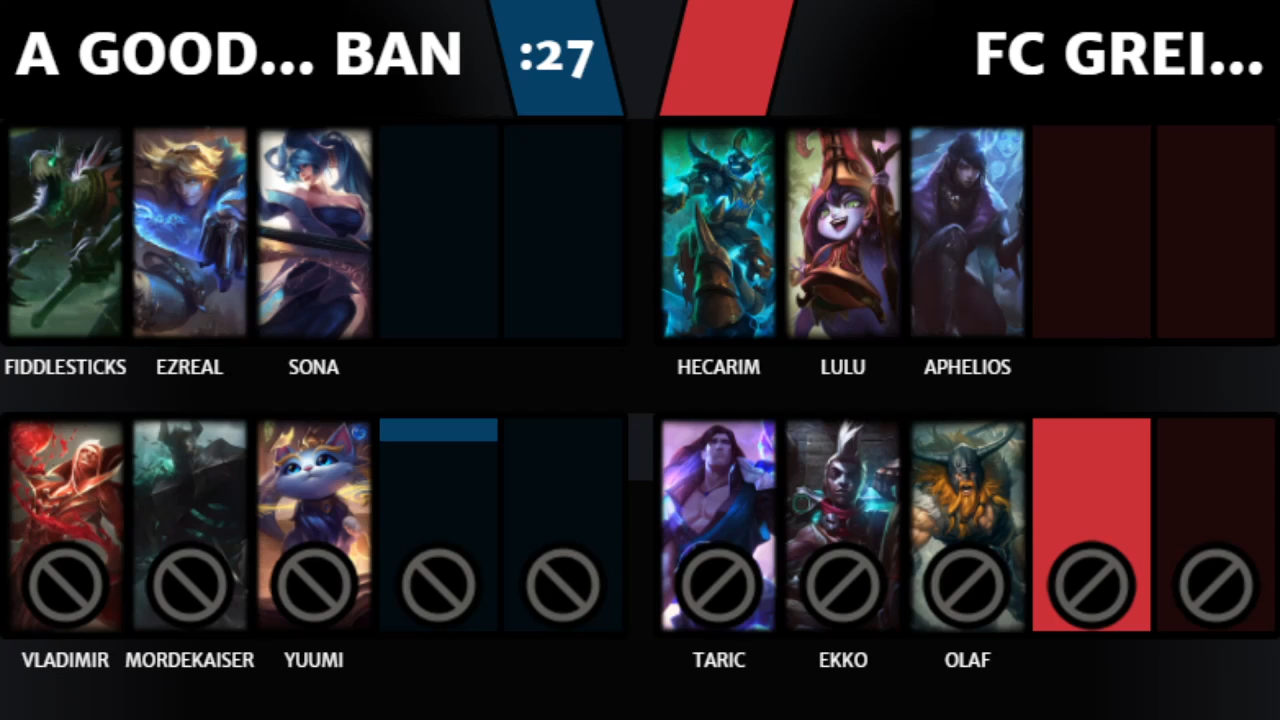 A GOOD... BAN
:27
FC GREI...
FIDDLESTICKS
EZREAL
SONA
HECARIM
LULU
APHELIOS
VLADIMIR
MORDEKAISER
YUUMI
TARIC
EKKO
OLAF